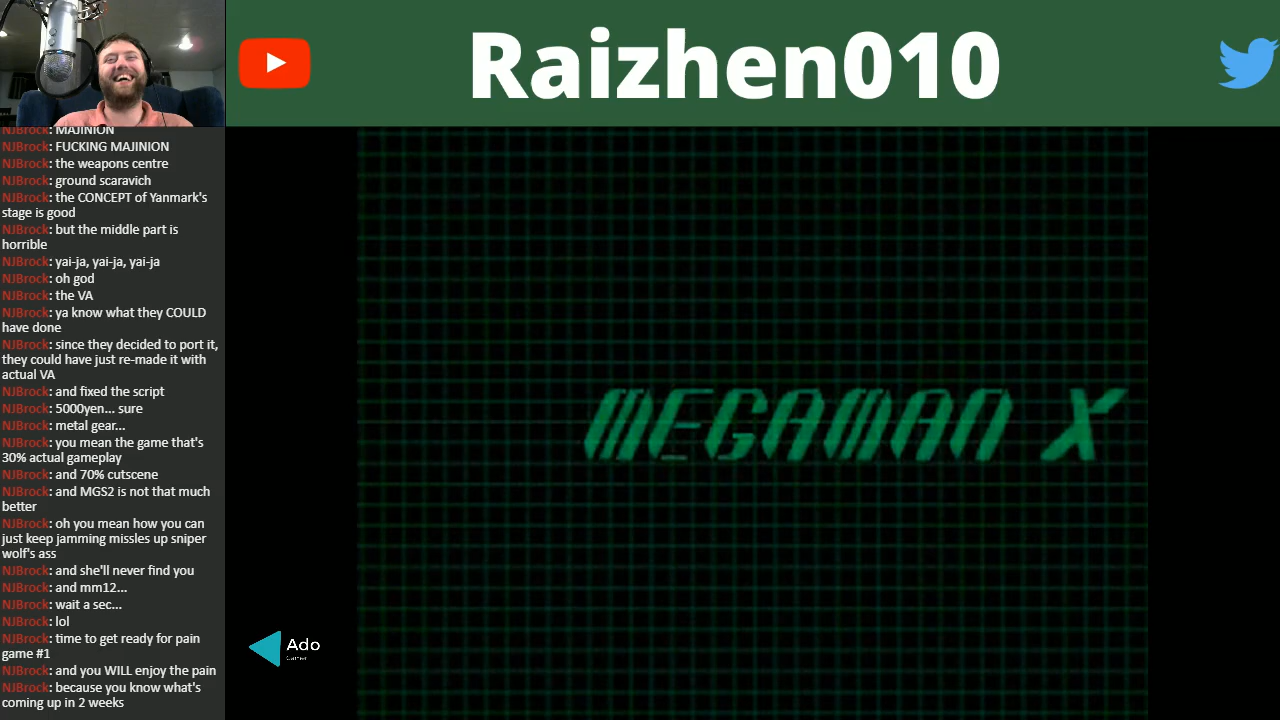 Raizhen010
NJBrock: MAJINION
NJBrock: FUCKING MAJINION
NJBrock: the weapons centre
NJBrock: ground scaravich
NJBrock: the CONCEPT of Yanmark's
stage is good
NJBrock: but the middle part is
horrible
NJBrock: yai-ja, yai-ja, yai-ja
NJBrock: oh god
NJBrock: the VA
NJBrock: ya know what they COULD
have done
NJBrock: since they decided to port it,
they could have just re-made it with
actual VA
NJBrock: and fixed the script
NJBrock: 5000yen... sure
NJBrock: metal gear...
NJBrock: you mean the game that's
30% actual gameplay
NJBrock: and 70% cutscene
NJBrock: and MGS2 is not that much
better
NJBrock: oh you mean how you can
just keep jamming missles up sniper
wolf's ass
NJBrock: and she'll never find you
NJBrock: and mm12...
NJBrock: wait a sec...
NJBrock: lol
NJBrock: time to get ready for pain
game #1
NJBrock: and you WILL enjoy the pain
NJBrock: because you know what's
coming up in 2 weeks
MEGAMAN X
Ado